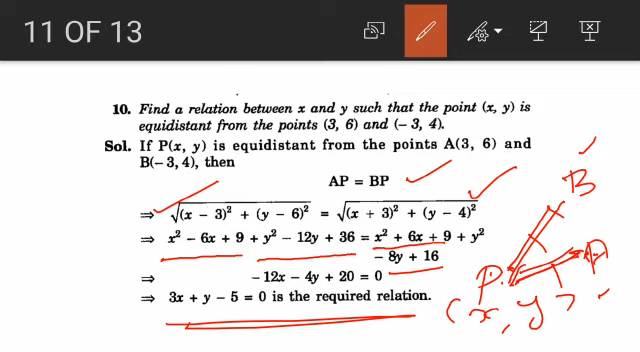 11 OF 13
10. Find a relation between x and y such that the point (x, y) is
equidistant from the points (3, 6) and (− 3, 4).
Sol. If P(x, y) is equidistant from the points A(3, 6) and
B(− 3, 4), then
AP = BP
⇒ √((x − 3)² + (y − 6)²) = √((x + 3)² + (y − 4)²)
⇒ x² − 6x + 9 + y² − 12y + 36 = x² + 6x + 9 + y²
− 8y + 16
⇒ − 12x − 4y + 20 = 0
⇒ 3x + y − 5 = 0 is the required relation.
B
A
P
(x, y)